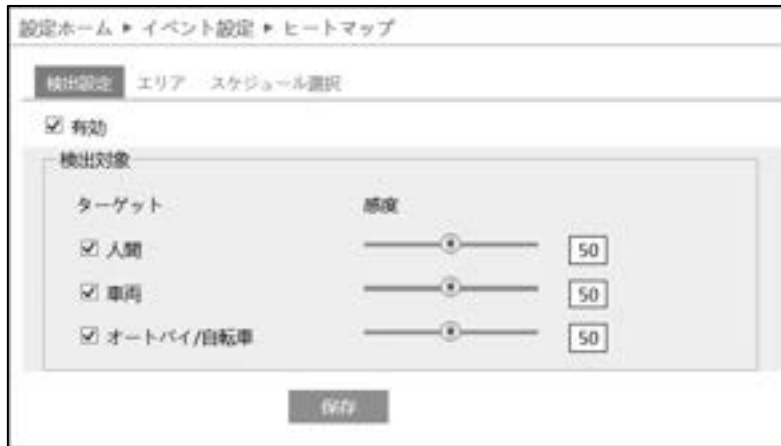 設定ホーム ▸ イベント設定 ▸ ヒートマップ
検出設定 エリア スケジュール選択
有効
検出対象
ターゲット 感度
人間 50
車両 50
オートバイ/自転車 50
保存